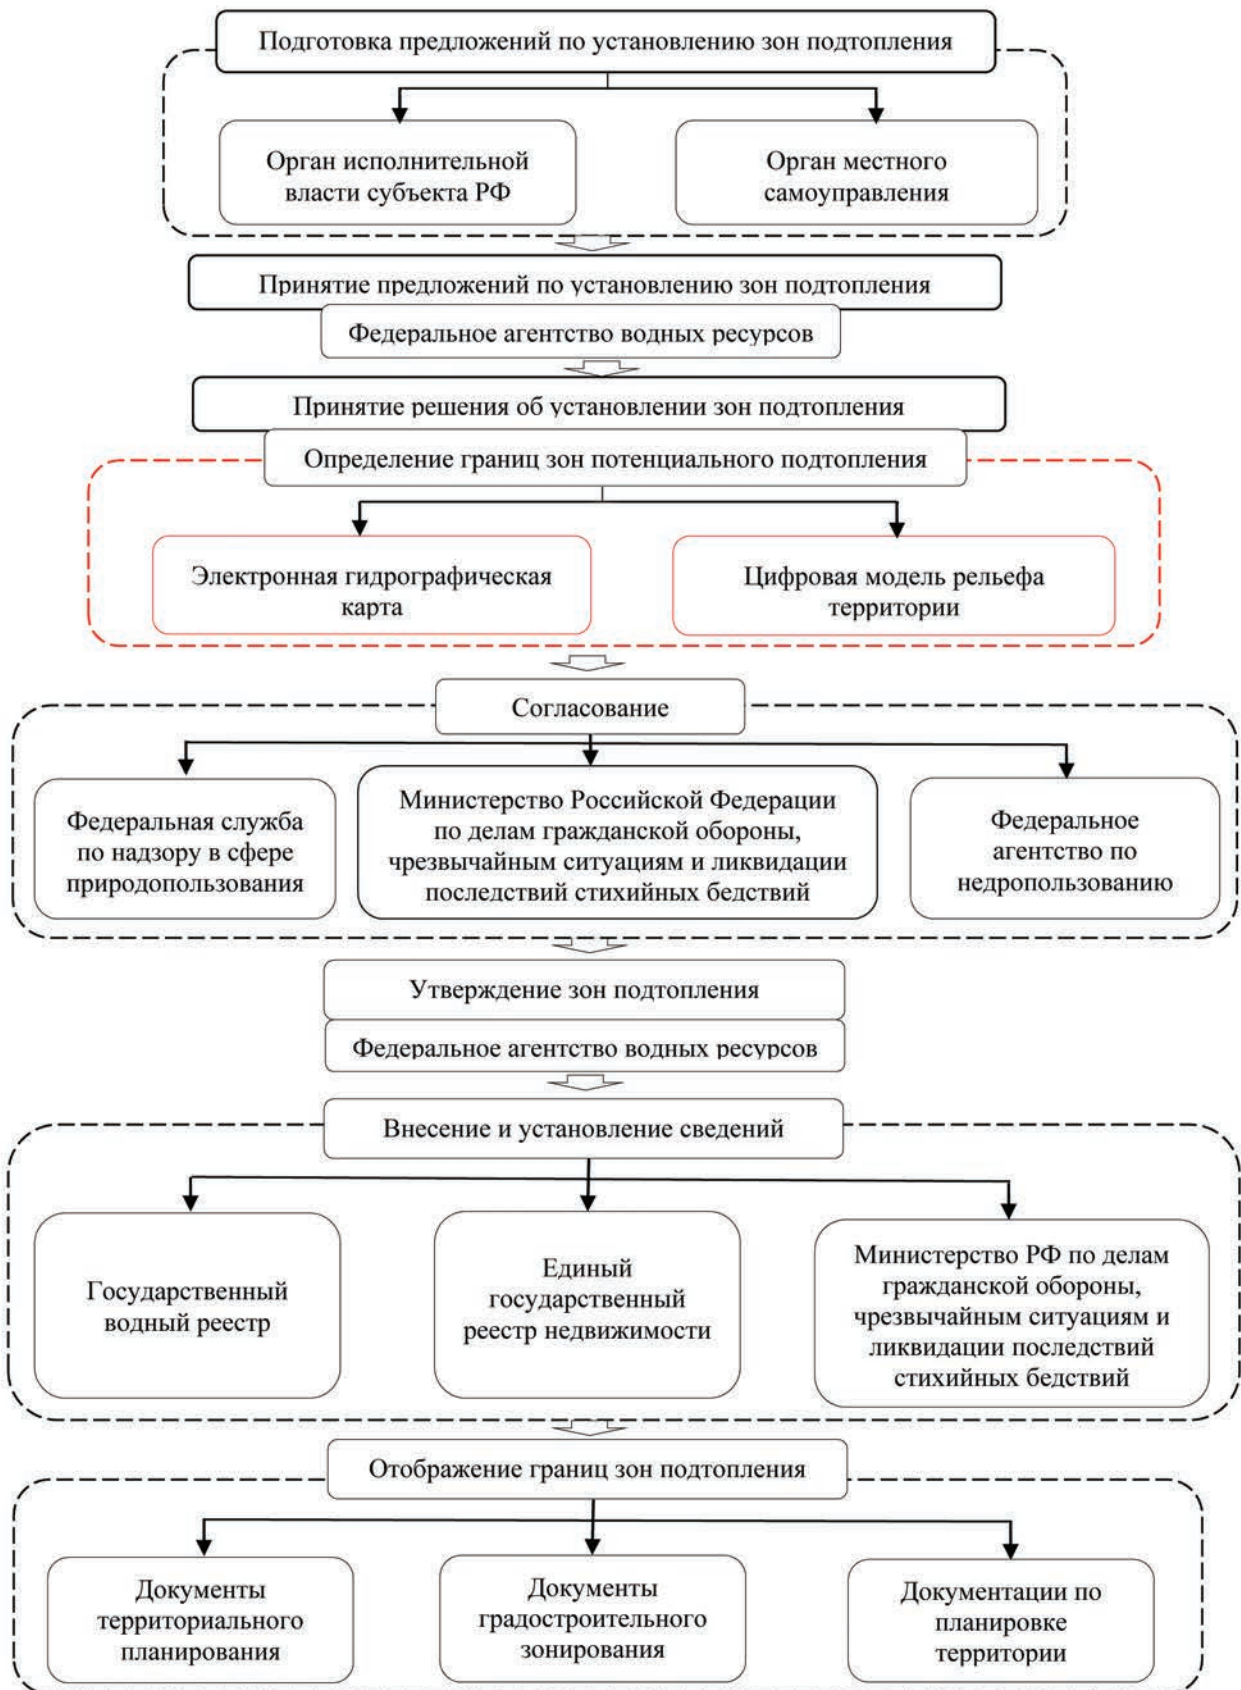 Подготовка предложений по установлению зон подтопления
Орган исполнительной
власти субъекта РФ
Орган местного
самоуправления
Принятие предложений по установлению зон подтопления
Федеральное агентство водных ресурсов
Принятие решения об установлении зон подтопления
Определение границ зон потенциального подтопления
Электронная гидрографическая
карта
Цифровая модель рельефа
территории
Согласование
Федеральная служба
по надзору в сфере
природопользования
Министерство Российской Федерации
по делам гражданской обороны,
чрезвычайным ситуациям и ликвидации
последствий стихийных бедствий
Федеральное
агентство по
недропользованию
Утверждение зон подтопления
Федеральное агентство водных ресурсов
Внесение и установление сведений
Государственный
водный реестр
Единый
государственный
реестр недвижимости
Министерство РФ по делам
гражданской обороны,
чрезвычайным ситуациям и
ликвидации последствий
стихийных бедствий
Отображение границ зон подтопления
Документы
территориального
планирования
Документы
градостроительного
зонирования
Документации по
планировке
территории